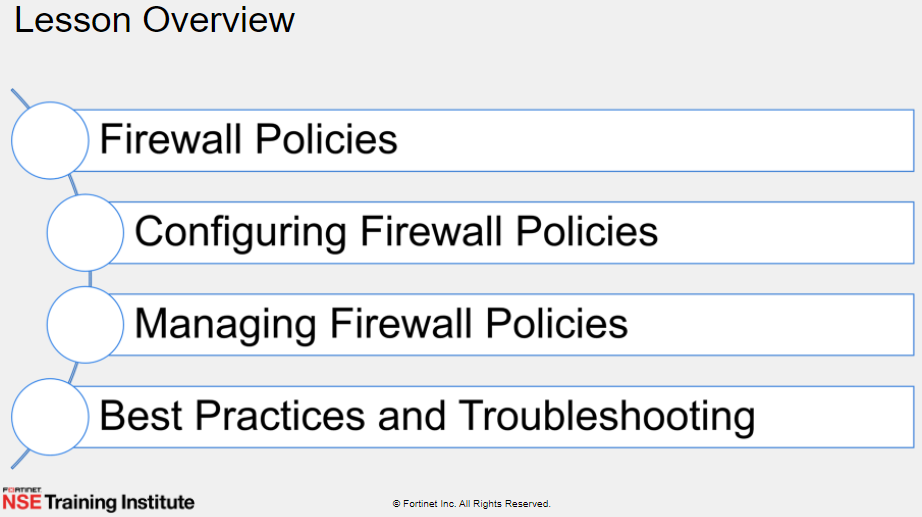 Lesson Overview
Firewall Policies
Configuring Firewall Policies
Managing Firewall Policies
Best Practices and Troubleshooting
FORTINET
NSE Training Institute
© Fortinet Inc. All Rights Reserved.